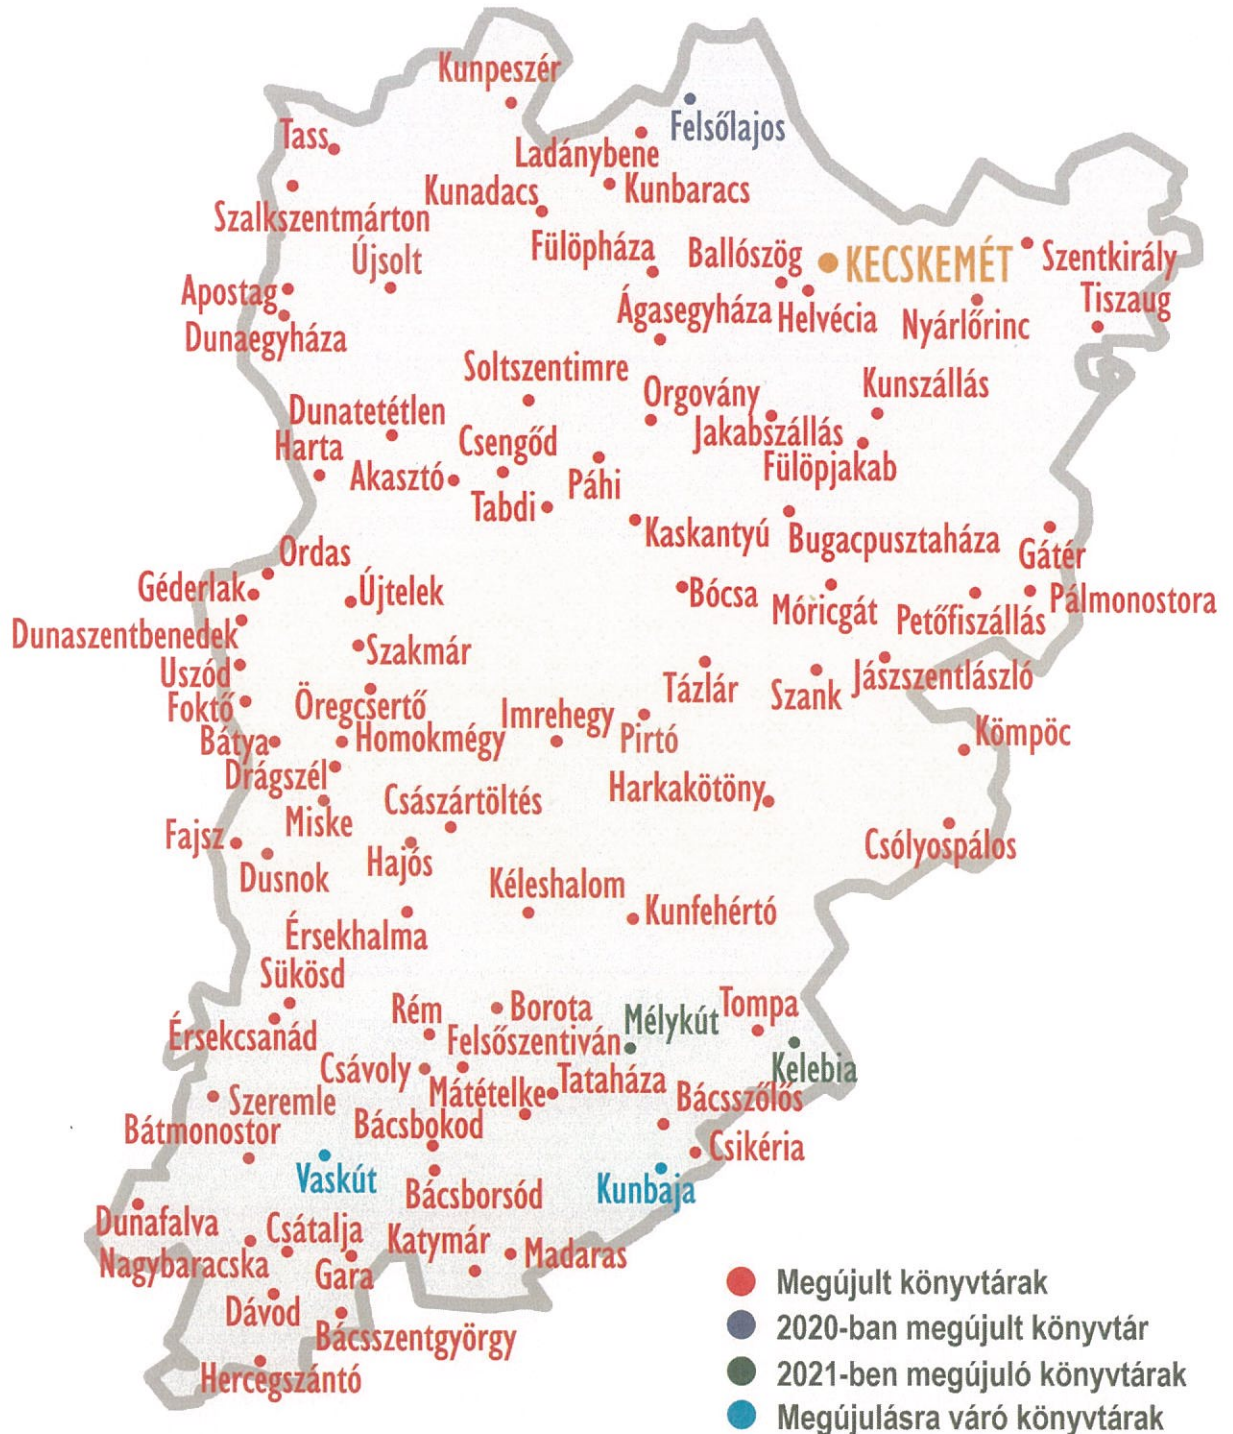 Kunpeszér
Felsőlajos
Tass
Ladánybene
Kunadacs
Kunbaracs
Szalkszentmárton
Fülöpháza
Ballószög
KECSKEMÉT
Szentkirály
Újsolt
Apostag
Ágasegyháza
Helvécia
Nyárlőrinc
Tiszaug
Dunaegyháza
Soltszentimre
Orgovány
Kunszállás
Dunatetétlen
Jakabszállás
Harta
Csengőd
Akasztó
Páhi
Fülöpjakab
Tabdi
Kaskantyú
Bugacpusztaháza
Gátér
Ordas
Géderlak
Újtelek
Bócsa
Móricgát
Petőfiszállás
Pálmonostora
Dunaszentbenedek
Szakmár
Uszód
Tázlár
Szank
Jászszentlászló
Foktő
Öregcsertő
Imrehegy
Pirtó
Kömpöc
Bátya
Homokmégy
Drágszél
Harkakötöny
Miske
Császártöltés
Fajsz
Csólyospálos
Dusnok
Hajós
Kéleshalom
Kunfehértó
Érsekhalma
Sükösd
Rém
Borota
Mélykút
Tompa
Érsekcsanád
Felsőszentiván
Kelebia
Csávoly
Mátételke
Tataháza
Bácsszőlős
Szeremle
Bátmonostor
Bácsbokod
Csikéria
Vaskút
Bácsborsód
Kunbaja
Dunafalva
Csátalja
Katymár
Madaras
Nagybaracska
Gara
Dávod
Bácsszentgyörgy
Hercegszántó
Megújult könyvtárak
2020-ban megújult könyvtár
2021-ben megújuló könyvtárak
Megújulásra váró könyvtárak